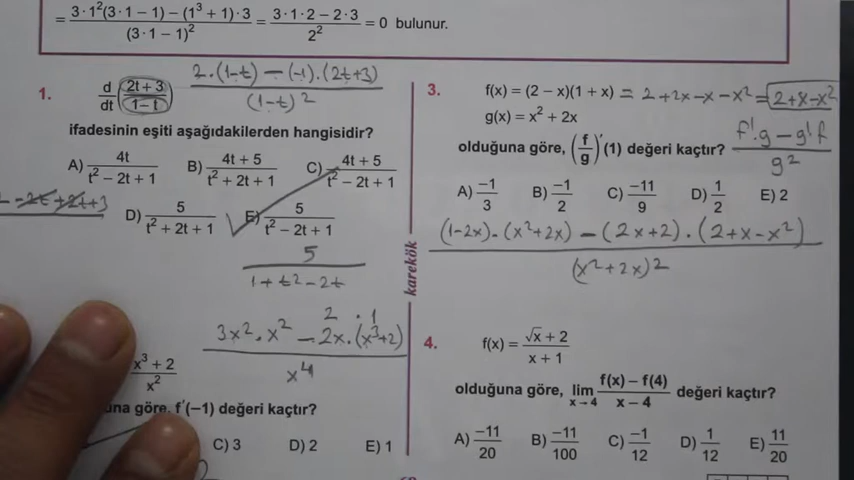 = 3·1²(3·1 – 1) – (1³ + 1)·3 / (3·1 – 1)² = 3·1·2 – 2·3 / 2² = 0 bulunur.
1. d/dt (2t + 3 / 1 – t) 2·(1-t) - (-1)·(2t+3) / (1-t)²
ifadesinin eşiti aşağıdakilerden hangisidir?
A) 4t / t² – 2t + 1 B) 4t + 5 / t² + 2t + 1 C) 4t + 5 / t² – 2t + 1
-2t+2t+3
D) 5 / t² + 2t + 1 E) 5 / t² – 2t + 1
5 / 1+t²-2t
3x²·x² - 2x·(x³+2) / x⁴
2 · 1
x³ + 2 / x²
una göre, f'(–1) değeri kaçtır?
C) 3 D) 2 E) 1
karekök
3. f(x) = (2 – x)(1 + x) = 2+2x-x-x² = 2+x-x²
g(x) = x² + 2x
olduğuna göre, (f/g)'(1) değeri kaçtır? f'·g - g'f / g²
A) –1/3 B) –1/2 C) –11/9 D) 1/2 E) 2
(1-2x)·(x²+2x) - (2x+2)·(2+x-x²) / (x²+2x)²
4. f(x) = √x + 2 / x + 1
olduğuna göre, lim x→4 f(x) – f(4) / x – 4 değeri kaçtır?
A) –11/20 B) –11/100 C) –1/12 D) 1/12 E) 11/20